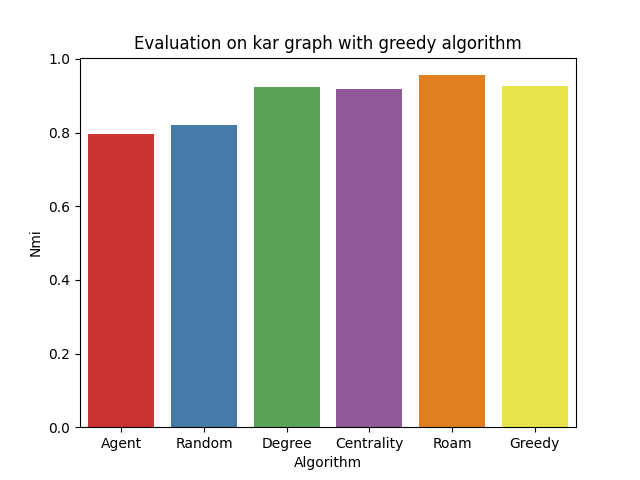 Evaluation on kar graph with greedy algorithm
1.0
0.8
0.6
0.4
0.2
0.0
Nmi
Agent Random Degree Centrality Roam Greedy
Algorithm